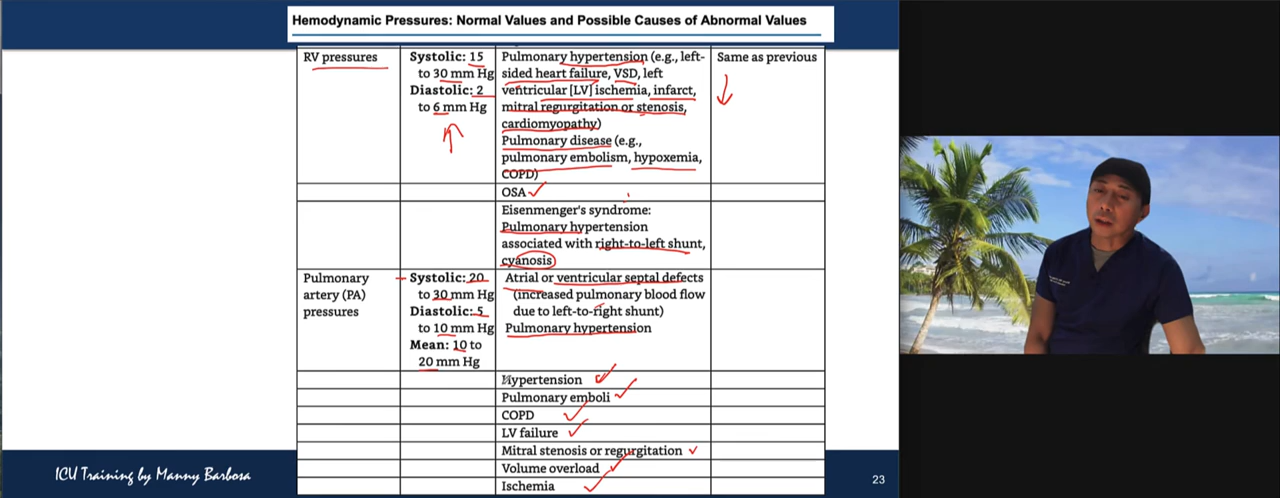 Hemodynamic Pressures: Normal Values and Possible Causes of Abnormal Values
RV pressures
Systolic: 15
to 30 mm Hg
Diastolic: 2
to 6 mm Hg
Pulmonary hypertension (e.g., left-
sided heart failure, VSD, left
ventricular [LV] ischemia, infarct,
mitral regurgitation or stenosis,
cardiomyopathy)
Pulmonary disease (e.g.,
pulmonary embolism, hypoxemia,
COPD)
Same as previous
OSA
Eisenmenger's syndrome:
Pulmonary hypertension
associated with right-to-left shunt,
cyanosis
Pulmonary
artery (PA)
pressures
Systolic: 20
to 30 mm Hg
Diastolic: 5
to 10 mm Hg
Mean: 10 to
20 mm Hg
Atrial or ventricular septal defects
(increased pulmonary blood flow
due to left-to-right shunt)
Pulmonary hypertension
Hypertension
Pulmonary emboli
COPD
LV failure
Mitral stenosis or regurgitation
Volume overload
Ischemia
ICU Training by Manny Barbosa
23